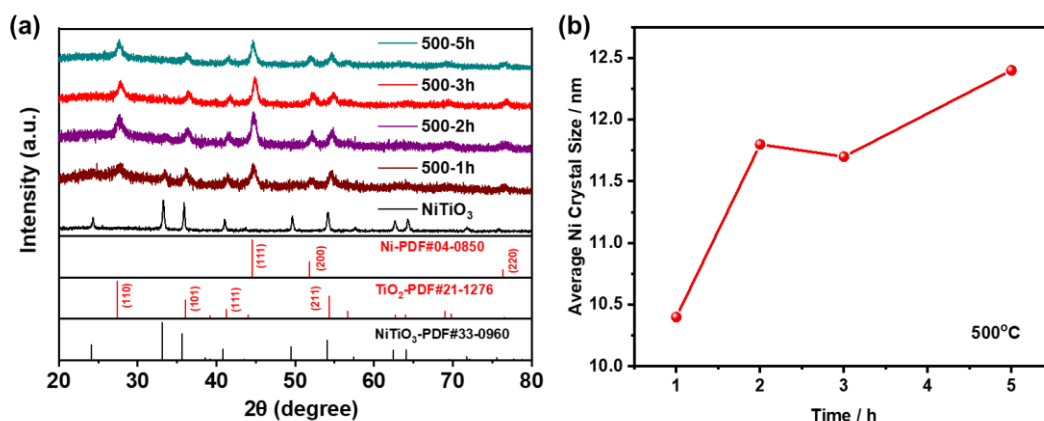 (a)
500-5h
500-3h
500-2h
500-1h
NiTiO₃
Ni-PDF#04-0850
(111)
(200)
(220)
TiO₂-PDF#21-1276
(110)
(101)
(111)
(211)
NiTiO₃-PDF#33-0960
Intensity (a.u.)
20 30 40 50 60 70 80
2θ (degree)
(b)
12.5
12.0
11.5
11.0
10.5
10.0
Average Ni Crystal Size / nm
500°C
1 2 3 4 5
Time / h